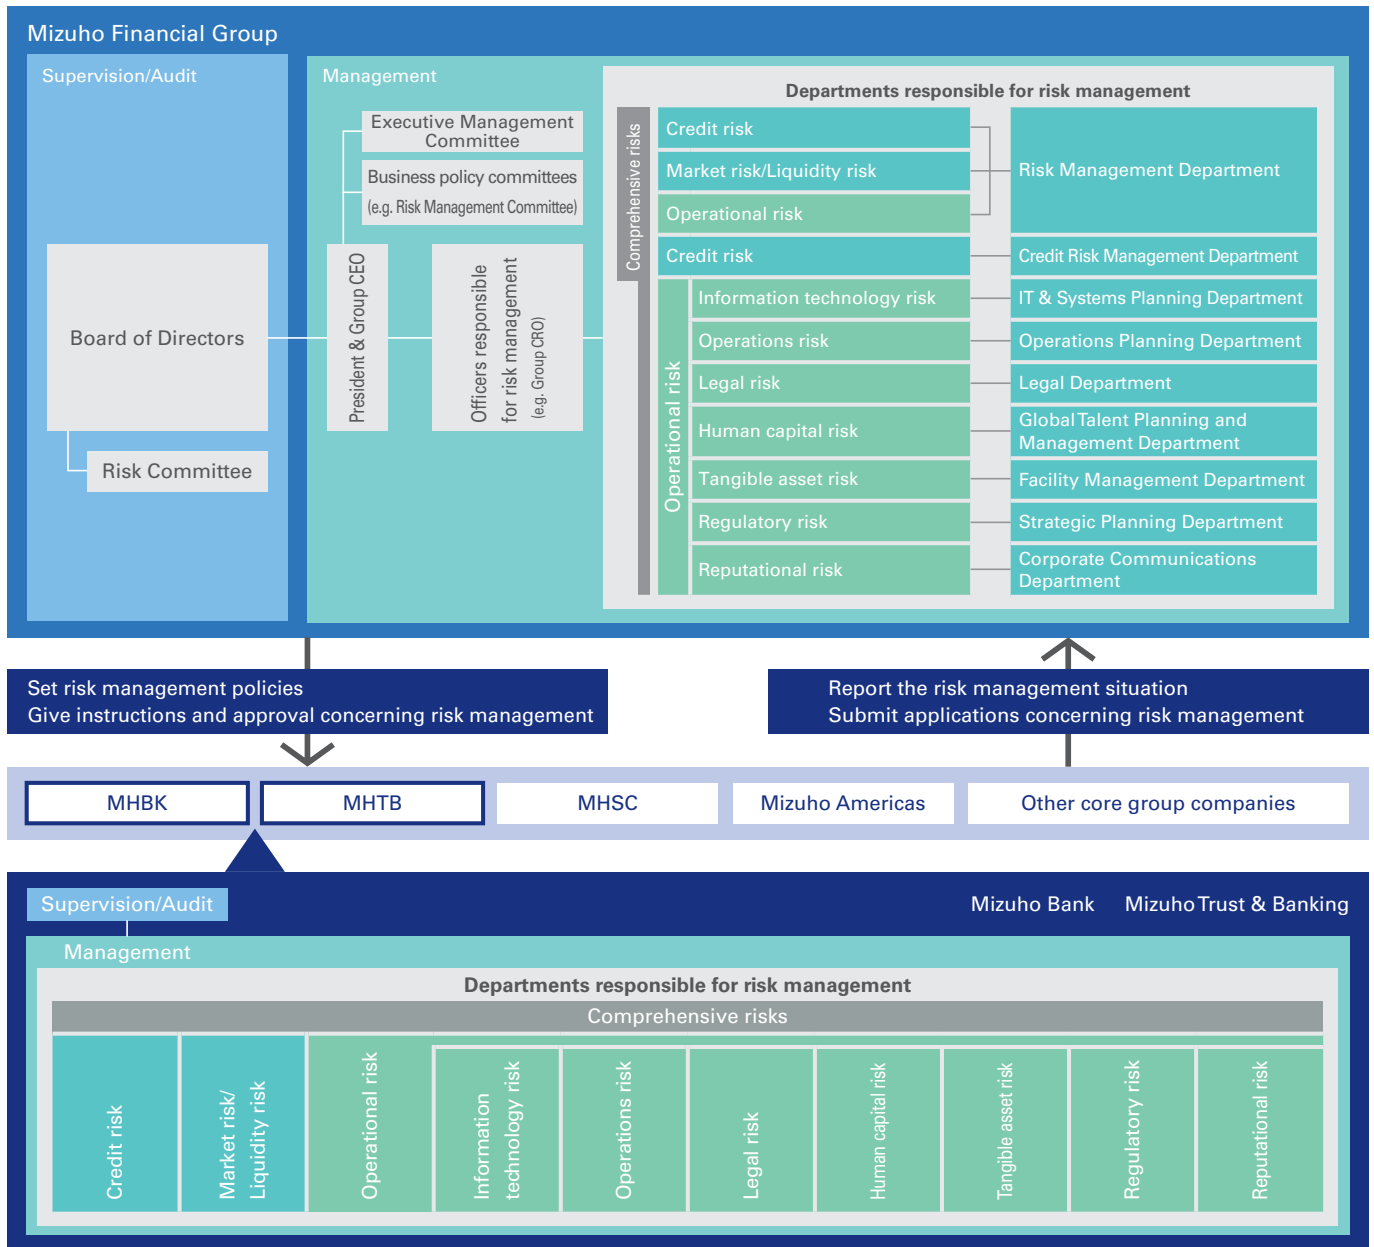 Mizuho Financial Group
Supervision/Audit
Board of Directors
Risk Committee
Management
Executive Management
Committee
Business policy committees
(e.g. Risk Management Committee)
President & Group CEO
Officers responsible
for risk management
(e.g. Group CRO)
Departments responsible for risk management
Comprehensive risks
Credit risk
Market risk/Liquidity risk
Operational risk
Risk Management Department
Credit risk
Credit Risk Management Department
Operational risk
Information technology risk
IT & Systems Planning Department
Operations risk
Operations Planning Department
Legal risk
Legal Department
Human capital risk
Global Talent Planning and
Management Department
Tangible asset risk
Facility Management Department
Regulatory risk
Strategic Planning Department
Reputational risk
Corporate Communications
Department
Set risk management policies
Give instructions and approval concerning risk management
Report the risk management situation
Submit applications concerning risk management
MHBK
MHTB
MHSC
Mizuho Americas
Other core group companies
Supervision/Audit
Mizuho Bank
Mizuho Trust & Banking
Management
Departments responsible for risk management
Comprehensive risks
Credit risk
Market risk/
Liquidity risk
Operational risk
Information
technology risk
Operations risk
Legal risk
Human capital risk
Tangible asset risk
Regulatory risk
Reputational risk